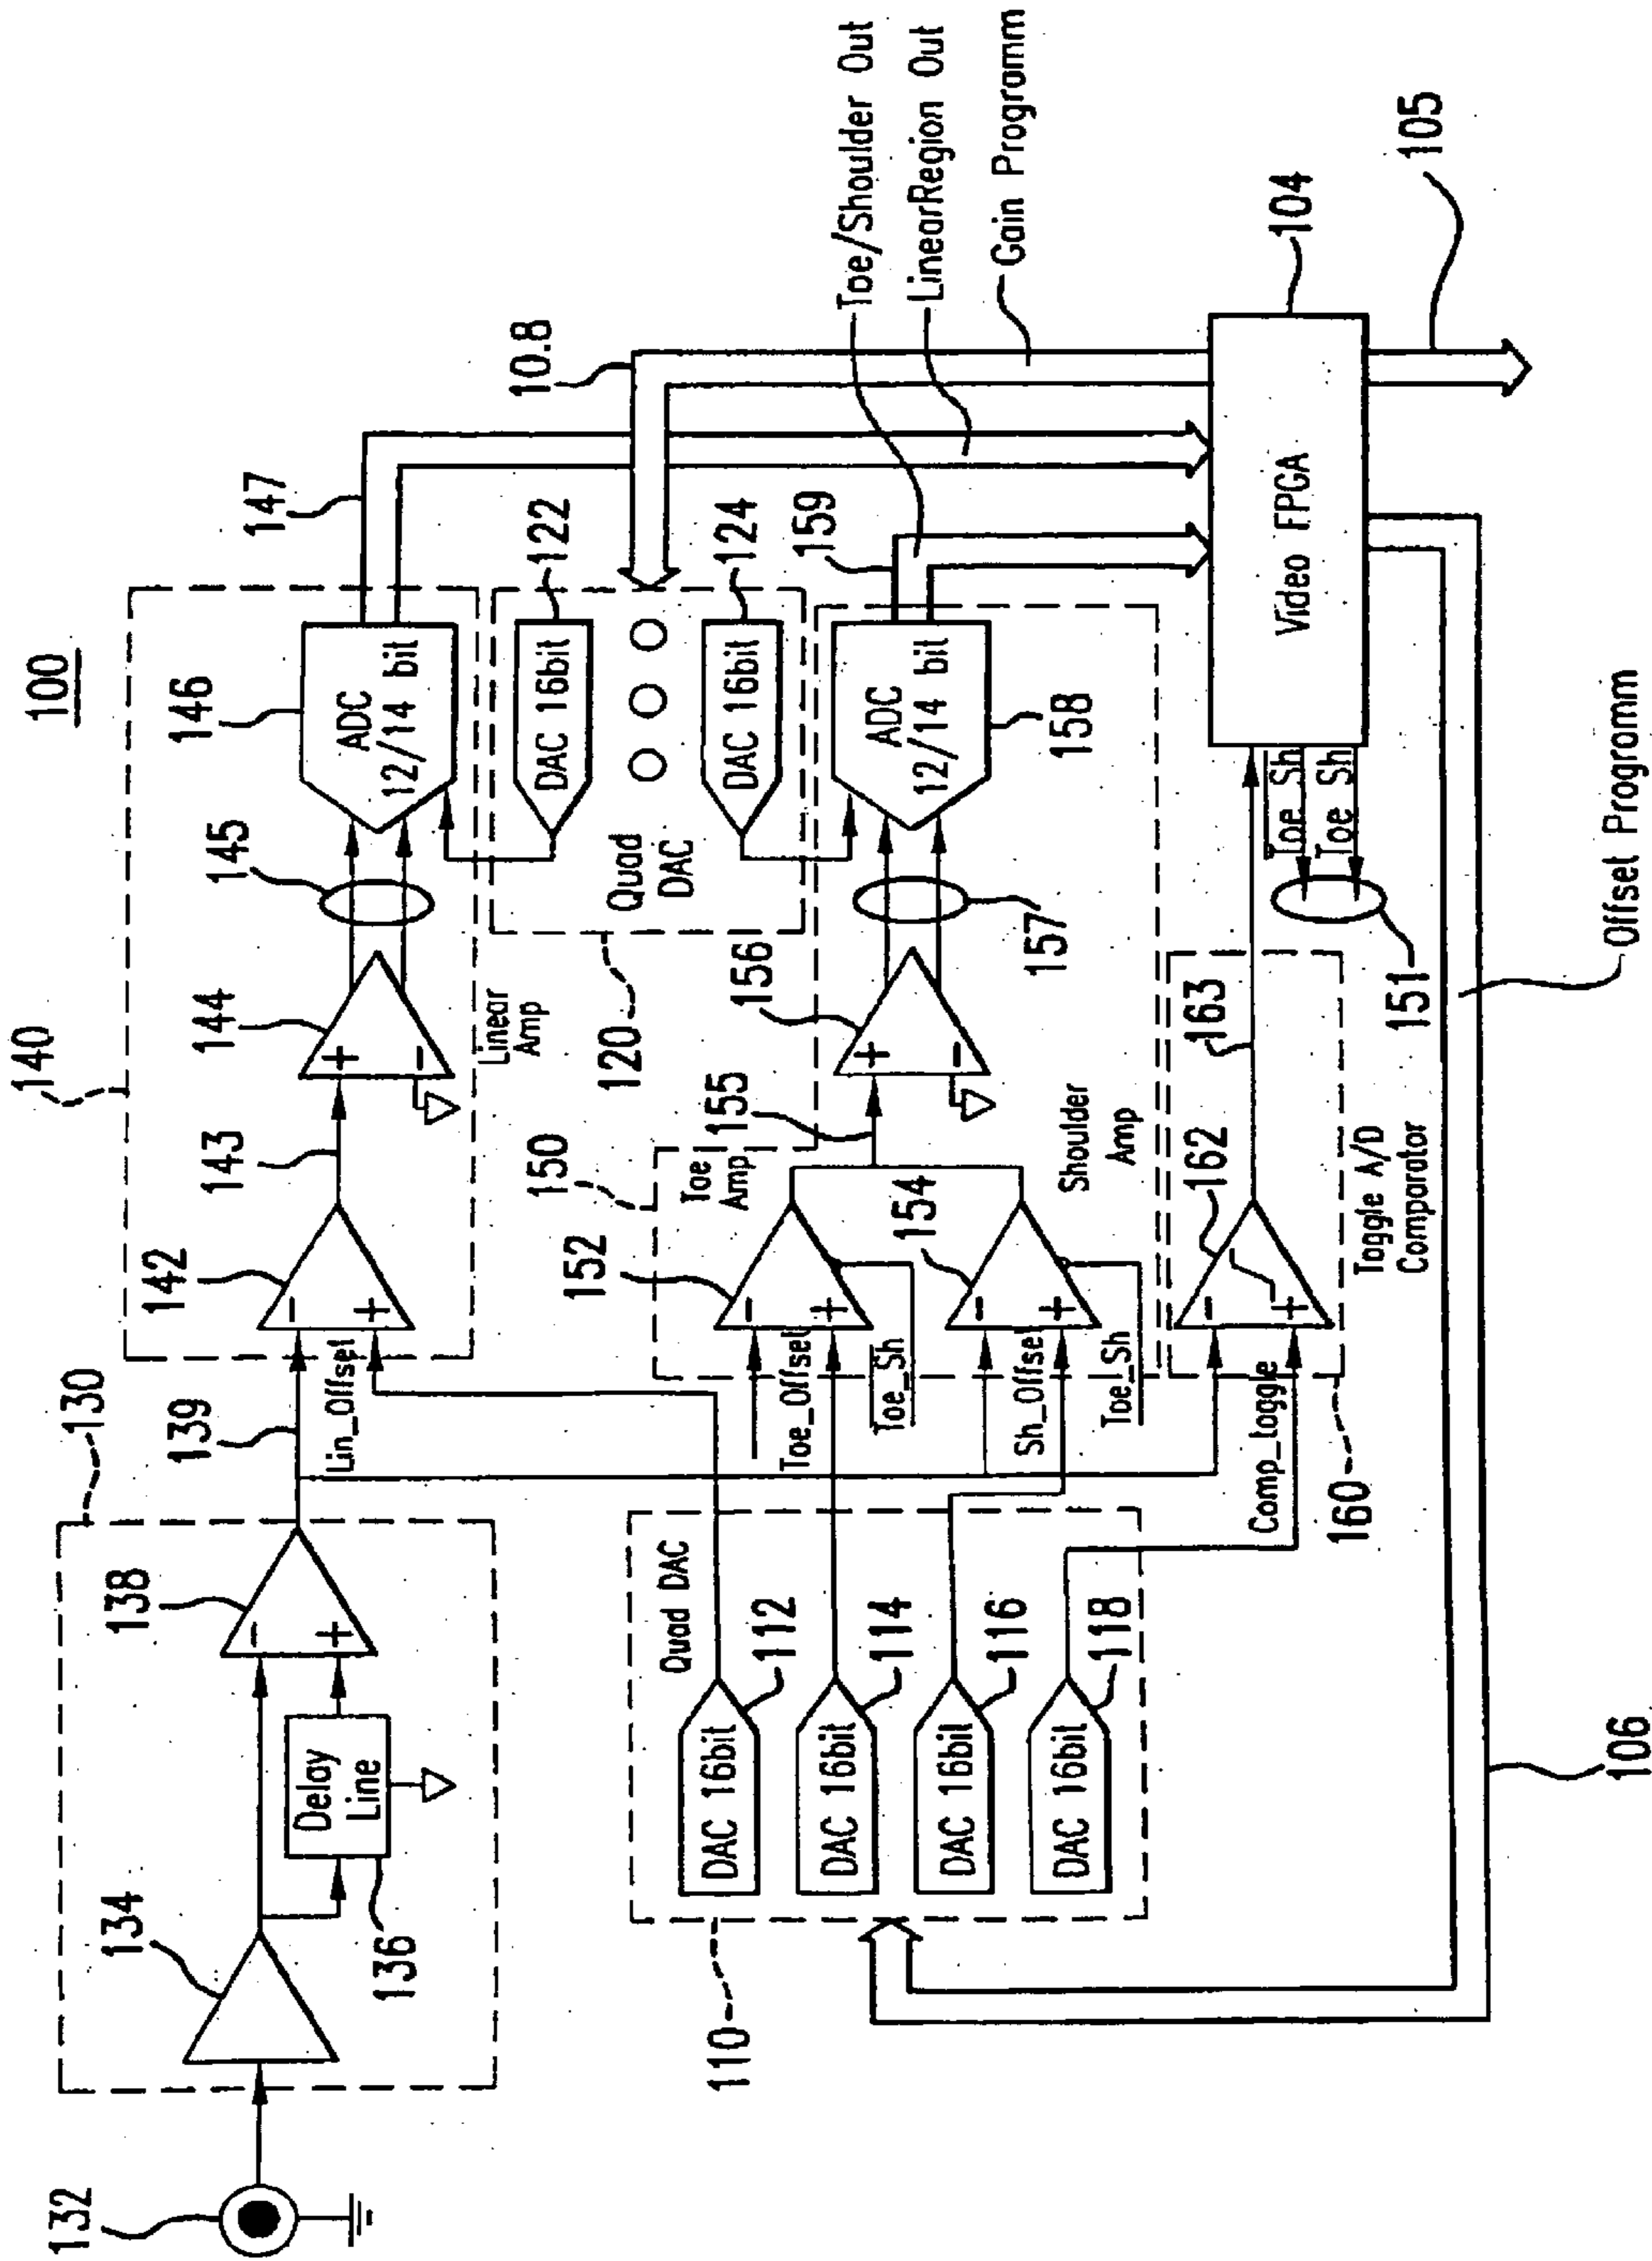 100
132
134
136
Delay
Line
138
130
139
Lin_Offset
140
142
143
144
Linear
Amp
145
146
ADC
12/14 bit
147
10.8
110
Quad DAC
DAC 16bit
112
DAC 16bit
114
DAC 16bit
116
DAC 16bit
118
120
Quad
DAC
DAC 16bit
122
DAC 16bit
124
150
Toe
Amp
152
Toe_Offset
Toe_Sh
154
Sh_Offset
Toe_Sh
Shoulder
Amp
155
156
157
ADC
12/14 bit
158
159
Toe/Shoulder Out
LinearRegion Out
Gain Programm
Comp_toggle
160
162
163
Toggle A/D
Comparator
Toe_Sh
Toe_Sh
151
Video FPGA
104
105
106
Offset Programm